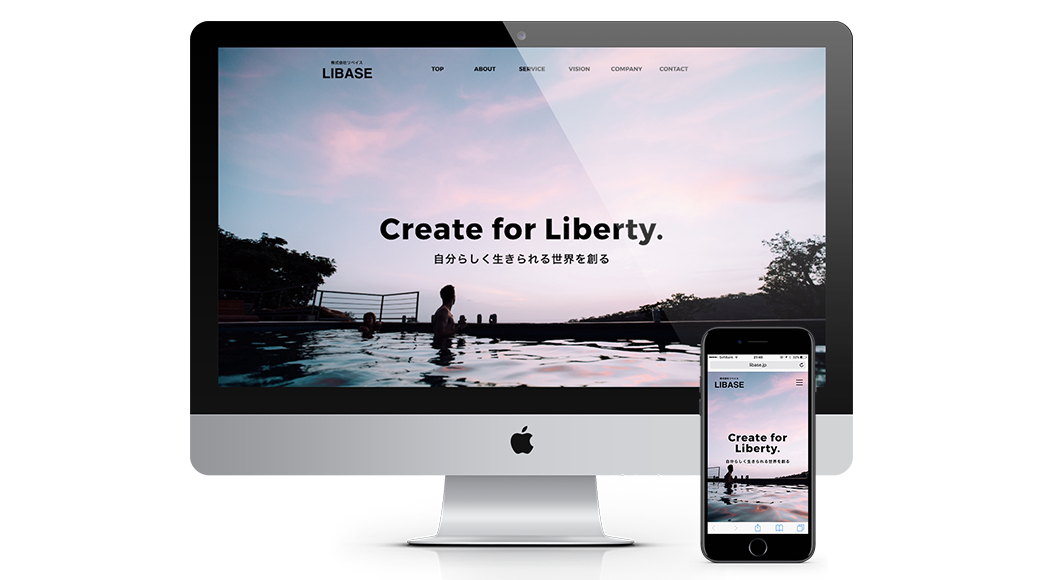 株式会社リベイス
LIBASE
TOP ABOUT SERVICE VISION COMPANY CONTACT
Create for Liberty.
自分らしく生きられる世界を創る
libase.jp
株式会社リベイス
LIBASE
Create for
Liberty.
自分らしく生きられる世界を創る